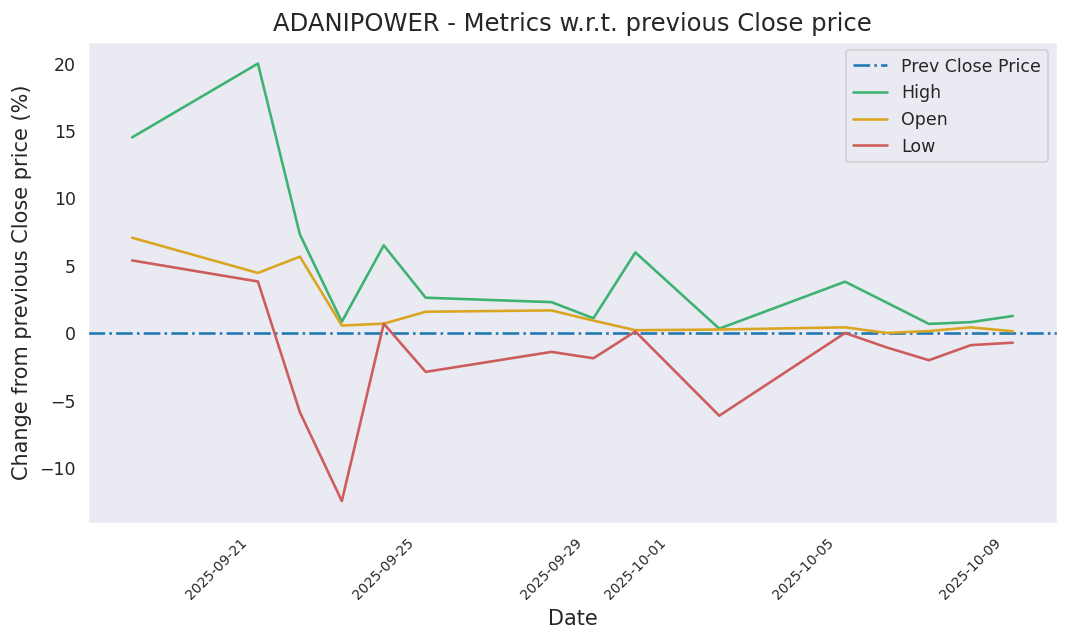 ADANIPOWER - Metrics w.r.t. previous Close price
Change from previous Close price (%)
20
15
10
5
0
−5
−10
Prev Close Price
High
Open
Low
2025-09-21
2025-09-25
2025-09-29
2025-10-01
2025-10-05
2025-10-09
Date